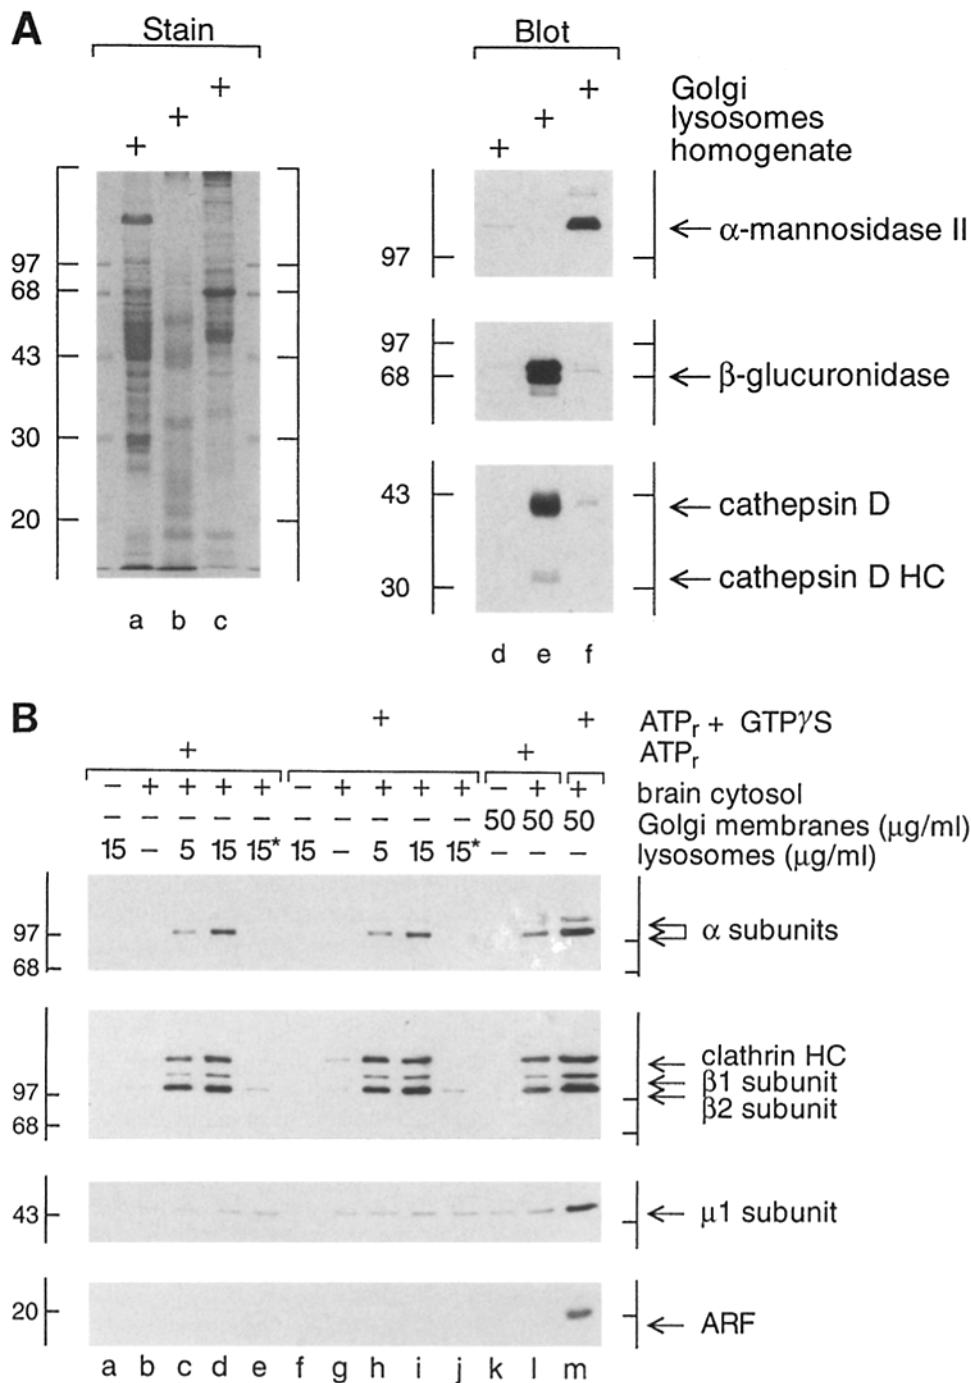 A
Stain
Blot
+ + Golgi
+ + lysosomes
+ + homogenate
97
68
43
30
20
a b c
97
α-mannosidase II
97
68
β-glucuronidase
43
30
cathepsin D
cathepsin D HC
d e f
B
+ + ATPr + GTPγS
+ + ATPr
− + + + + − + + + + − + + brain cytosol
− − − − − − − − − − 50 50 50 Golgi membranes (μg/ml)
15 − 5 15 15* 15 − 5 15 15* − − − lysosomes (μg/ml)
97
68
α subunits
97
68
clathrin HC
β1 subunit
β2 subunit
43
μ1 subunit
20
ARF
a b c d e f g h i j k l m